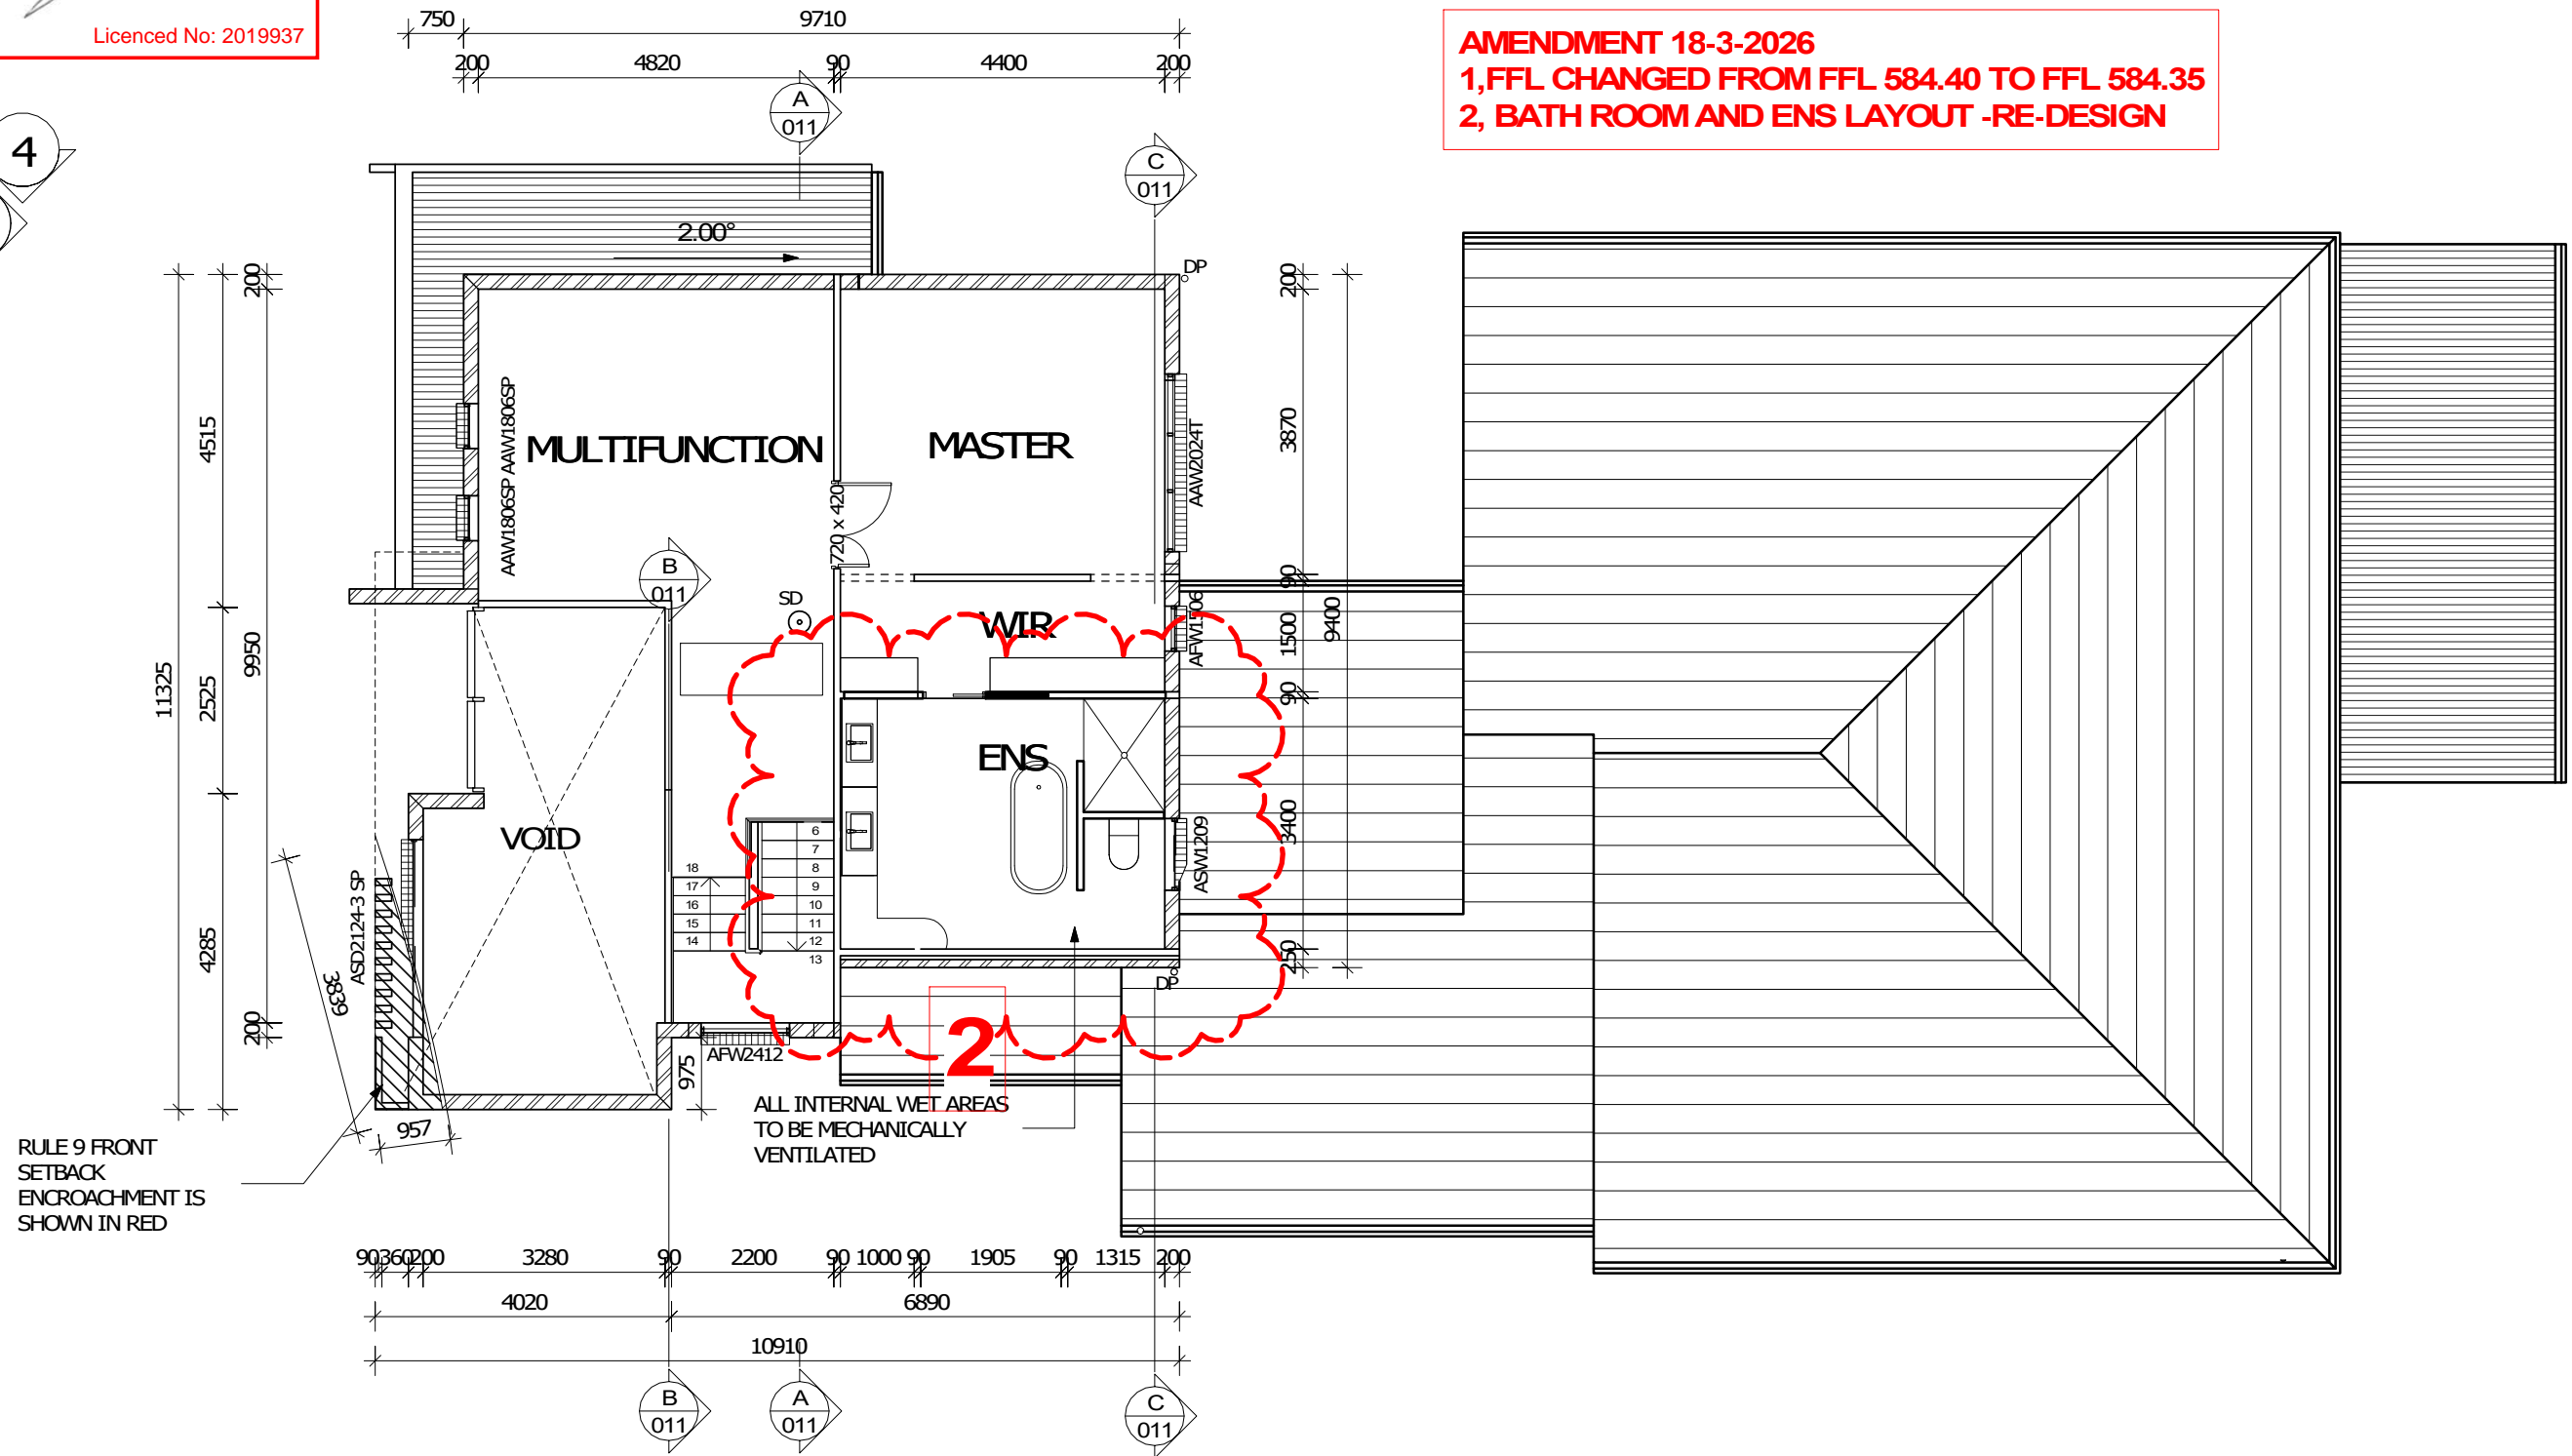 Licenced No: 2019937
AMENDMENT 18-3-2026
1,FFL CHANGED FROM FFL 584.40 TO FFL 584.35
2, BATH ROOM AND ENS LAYOUT -RE-DESIGN
750
9710
200
4820
90
4400
200
A
011
C
011
4
2.00°
DP
200
4515
9950
11325
2525
4285
200
AAW1806SP AAW1806SP
MULTIFUNCTION
MASTER
720 x 420
AAW2024T
200
3870
90
1500
9400
90
3400
250
B
011
SD
WIR
AFW1506
ENS
VOID
ASW1209
6
7
8
9
10
11
12
13
18
17
16
15
14
ASD2124-3 SP
3839
957
975
AFW2412
DP
2
ALL INTERNAL WET AREAS
TO BE MECHANICALLY
VENTILATED
RULE 9 FRONT
SETBACK
ENCROACHMENT IS
SHOWN IN RED
90
360
200
3280
90
2200
90
1000
90
1905
90
1315
200
4020
6890
10910
B
011
A
011
C
011